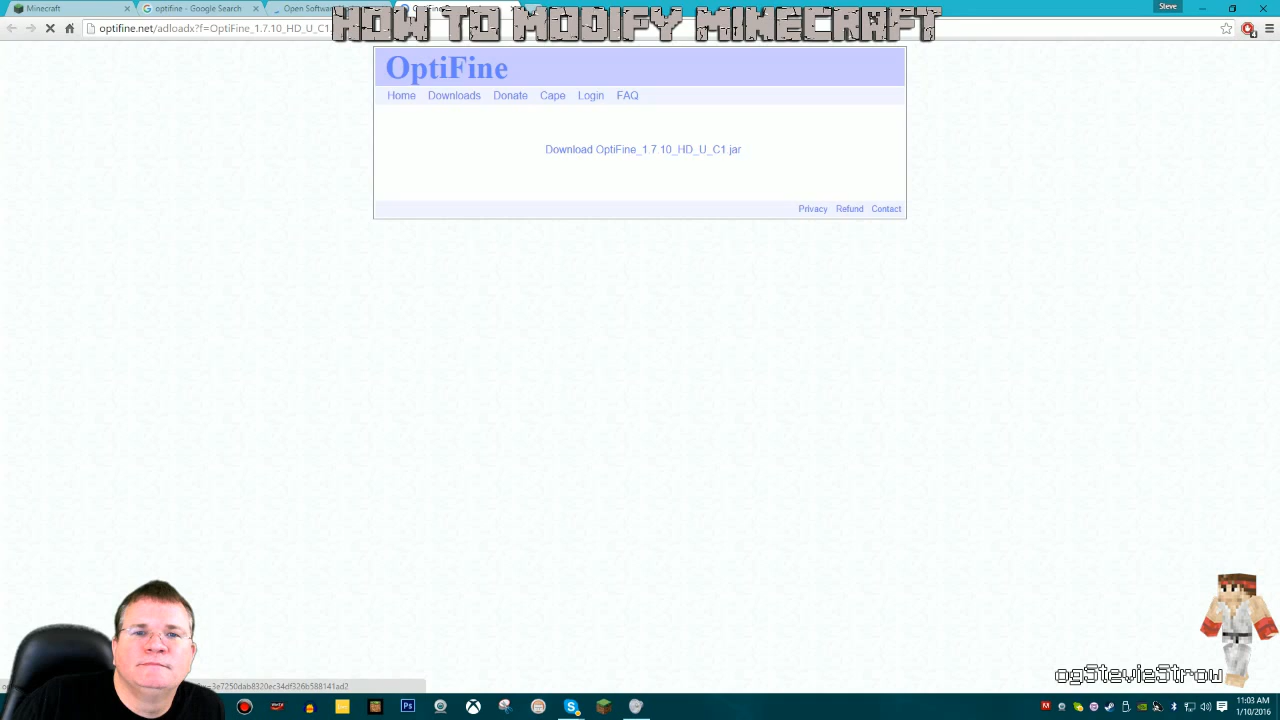 Minecraft
optifine - Google Search
Open Softwar
Steve
optifine.net/adloadx?f=OptiFine_1.7.10_HD_U_C1.
HOW TO MODIFY MINECRAFT
OptiFine
Home Downloads Donate Cape Login FAQ
Download OptiFine_1.7.10_HD_U_C1.jar
Privacy Refund Contact
ogStevieStrow
=3e7250dab8320ec34df326b588141ad2
11:03 AM
1/10/2016